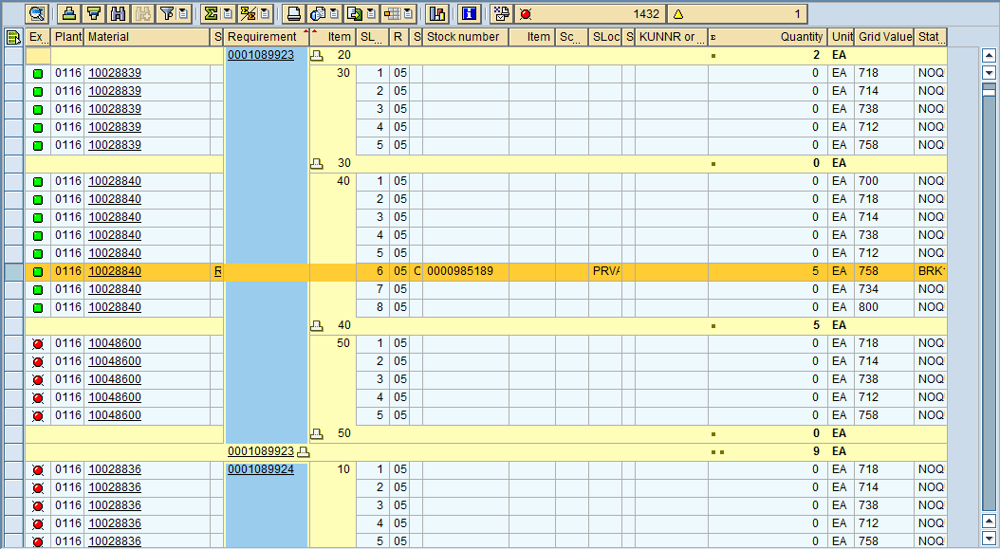 1432 1
Ex... Plant Material S Requirement Item SL... R S Stock number Item Sc... SLoc S KUNNR or ... Σ Quantity Unit Grid Value Stat...
0001089923 20 2 EA
0116 10028839 30 1 05 0 EA 718 NOQ
0116 10028839 2 05 0 EA 714 NOQ
0116 10028839 3 05 0 EA 738 NOQ
0116 10028839 4 05 0 EA 712 NOQ
0116 10028839 5 05 0 EA 758 NOQ
30 0 EA
0116 10028840 40 1 05 0 EA 700 NOQ
0116 10028840 2 05 0 EA 718 NOQ
0116 10028840 3 05 0 EA 714 NOQ
0116 10028840 4 05 0 EA 738 NOQ
0116 10028840 5 05 0 EA 712 NOQ
0116 10028840 R 6 05 C 0000985189 PRVA 5 EA 758 BRK
0116 10028840 7 05 0 EA 734 NOQ
0116 10028840 8 05 0 EA 800 NOQ
40 5 EA
0116 10048600 50 1 05 0 EA 718 NOQ
0116 10048600 2 05 0 EA 714 NOQ
0116 10048600 3 05 0 EA 738 NOQ
0116 10048600 4 05 0 EA 712 NOQ
0116 10048600 5 05 0 EA 758 NOQ
50 0 EA
0001089923 9 EA
0116 10028836 0001089924 10 1 05 0 EA 718 NOQ
0116 10028836 2 05 0 EA 714 NOQ
0116 10028836 3 05 0 EA 738 NOQ
0116 10028836 4 05 0 EA 712 NOQ
0116 10028836 5 05 0 EA 758 NOQ